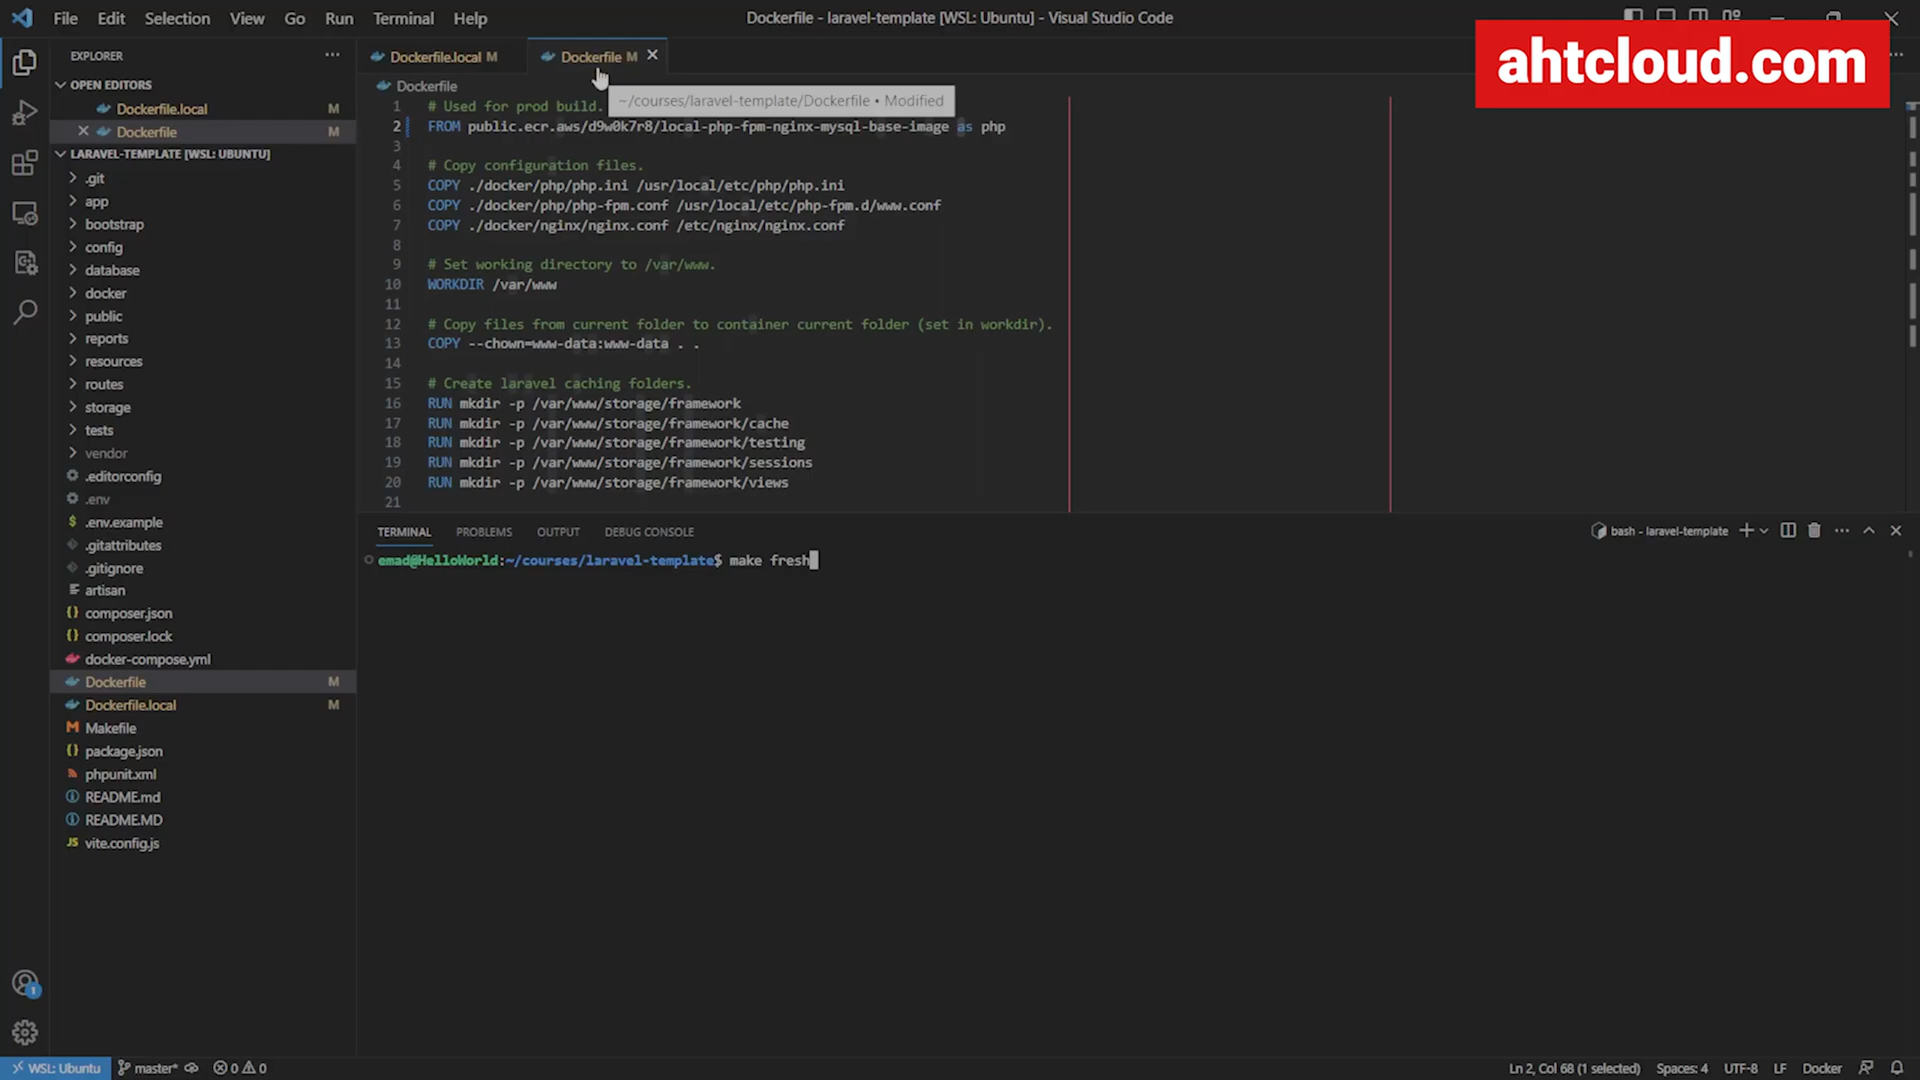 File Edit Selection View Go Run Terminal Help
Dockerfile - laravel-template [WSL: Ubuntu] - Visual Studio Code
ahtcloud.com
EXPLORER
OPEN EDITORS
Dockerfile.local M
Dockerfile M
LARAVEL-TEMPLATE [WSL: UBUNTU]
.git
app
bootstrap
config
database
docker
public
reports
resources
routes
storage
tests
vendor
.editorconfig
.env
.env.example
.gitattributes
.gitignore
artisan
composer.json
composer.lock
docker-compose.yml
Dockerfile M
Dockerfile.local M
Makefile
package.json
phpunit.xml
README.md
README.MD
vite.config.js
Dockerfile.local M
Dockerfile M
Dockerfile
~/courses/laravel-template/Dockerfile • Modified
1 # Used for prod build.
2 FROM public.ecr.aws/d9w0k7r8/local-php-fpm-nginx-mysql-base-image as php
3
4 # Copy configuration files.
5 COPY ./docker/php/php.ini /usr/local/etc/php/php.ini
6 COPY ./docker/php/php-fpm.conf /usr/local/etc/php-fpm.d/www.conf
7 COPY ./docker/nginx/nginx.conf /etc/nginx/nginx.conf
8
9 # Set working directory to /var/www.
10 WORKDIR /var/www
11
12 # Copy files from current folder to container current folder (set in workdir).
13 COPY --chown=www-data:www-data . .
14
15 # Create laravel caching folders.
16 RUN mkdir -p /var/www/storage/framework
17 RUN mkdir -p /var/www/storage/framework/cache
18 RUN mkdir -p /var/www/storage/framework/testing
19 RUN mkdir -p /var/www/storage/framework/sessions
20 RUN mkdir -p /var/www/storage/framework/views
21
TERMINAL PROBLEMS OUTPUT DEBUG CONSOLE
bash - laravel-template
emad@HelloWorld:~/courses/laravel-template$ make fresh
1
WSL: Ubuntu master* 0 0
Ln 2, Col 68 (1 selected) Spaces: 4 UTF-8 LF Docker